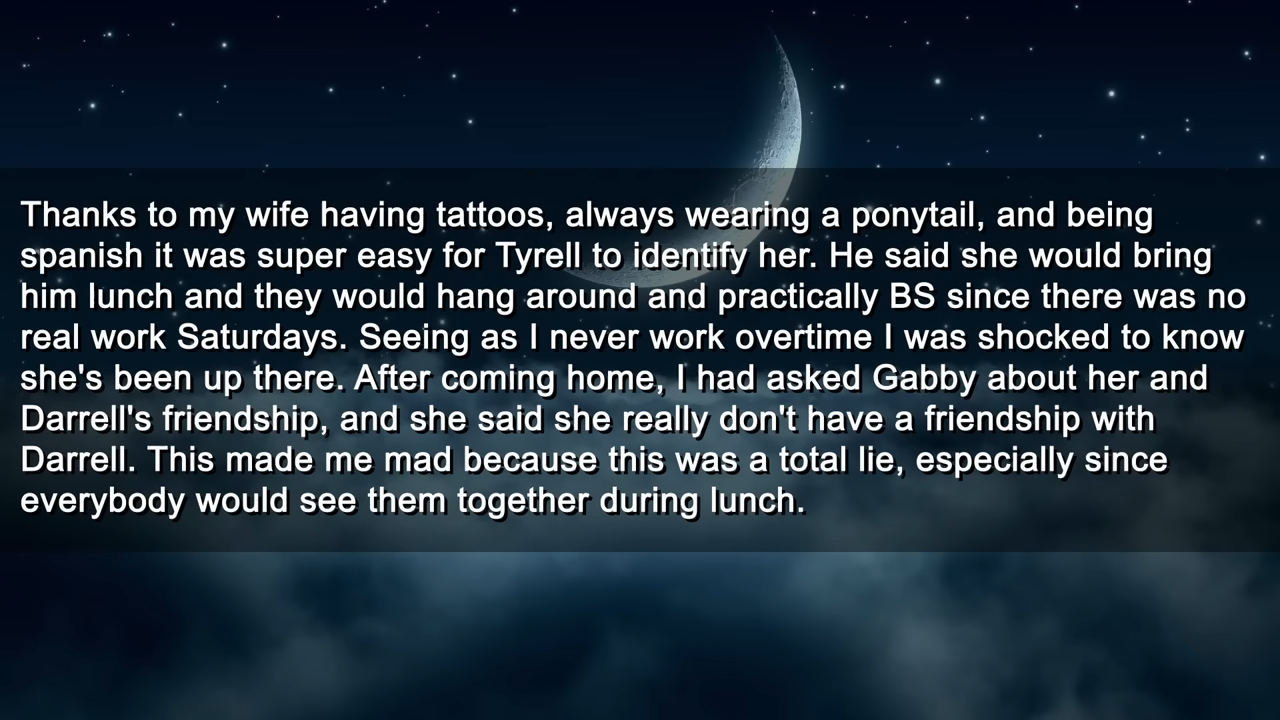 Thanks to my wife having tattoos, always wearing a ponytail, and being
spanish it was super easy for Tyrell to identify her. He said she would bring
him lunch and they would hang around and practically BS since there was no
real work Saturdays. Seeing as I never work overtime I was shocked to know
she's been up there. After coming home, I had asked Gabby about her and
Darrell's friendship, and she said she really don't have a friendship with
Darrell. This made me mad because this was a total lie, especially since
everybody would see them together during lunch.